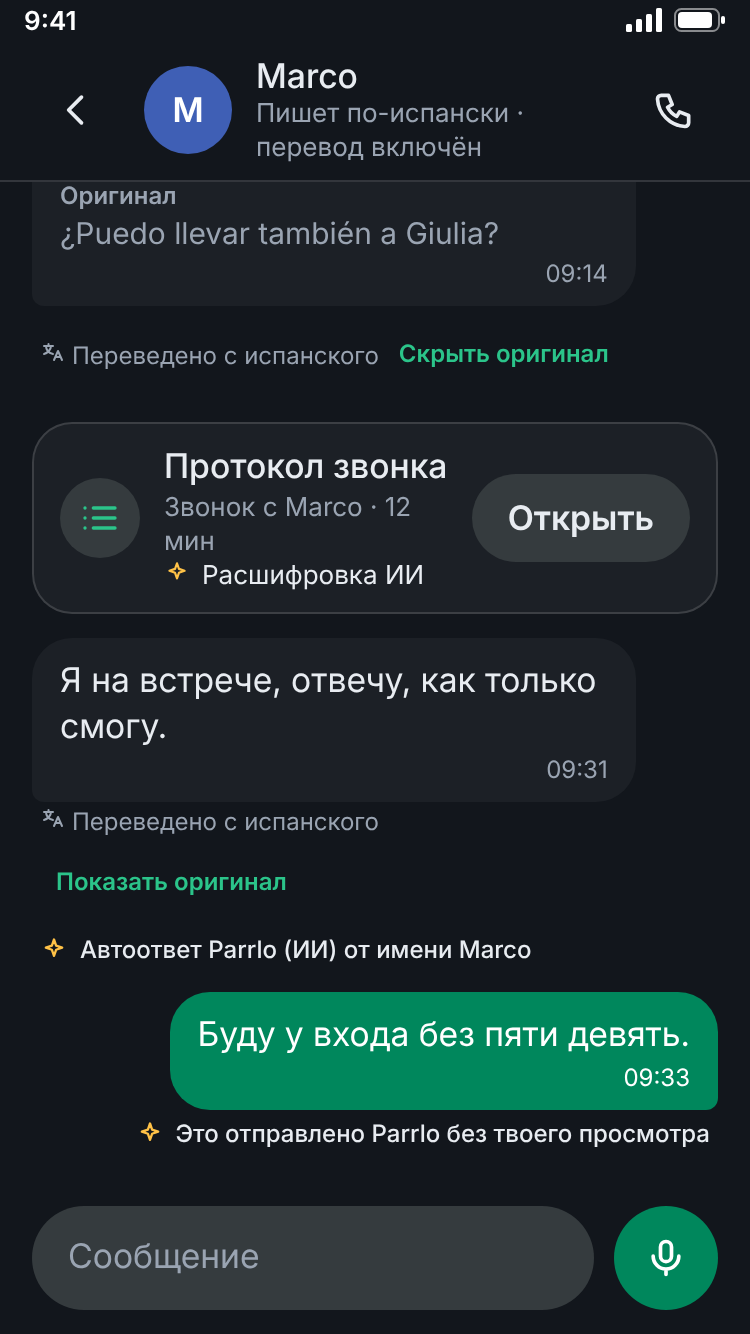 9:41
M
Marco
Пишет по-испански ·
перевод включён
Оригинал
¿Puedo llevar también a Giulia?
09:14
Переведено с испанского Скрыть оригинал
Протокол звонка
Звонок с Marco · 12
мин
Расшифровка ИИ
Открыть
Я на встрече, отвечу, как только
смогу.
09:31
Переведено с испанского
Показать оригинал
Автоответ Parrlo (ИИ) от имени Marco
Буду у входа без пяти девять.
09:33
Это отправлено Parrlo без твоего просмотра
Сообщение